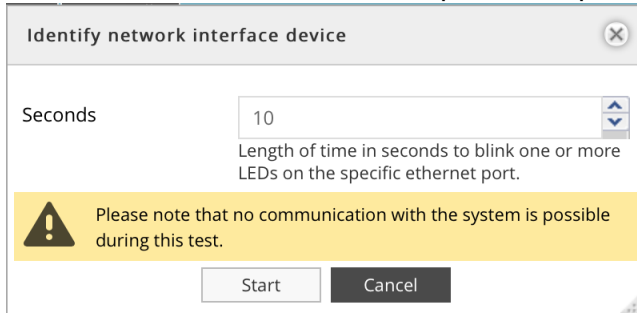 Identify network interface device
Seconds
10
Length of time in seconds to blink one or more
LEDs on the specific ethernet port.
Please note that no communication with the system is possible
during this test.
Start
Cancel